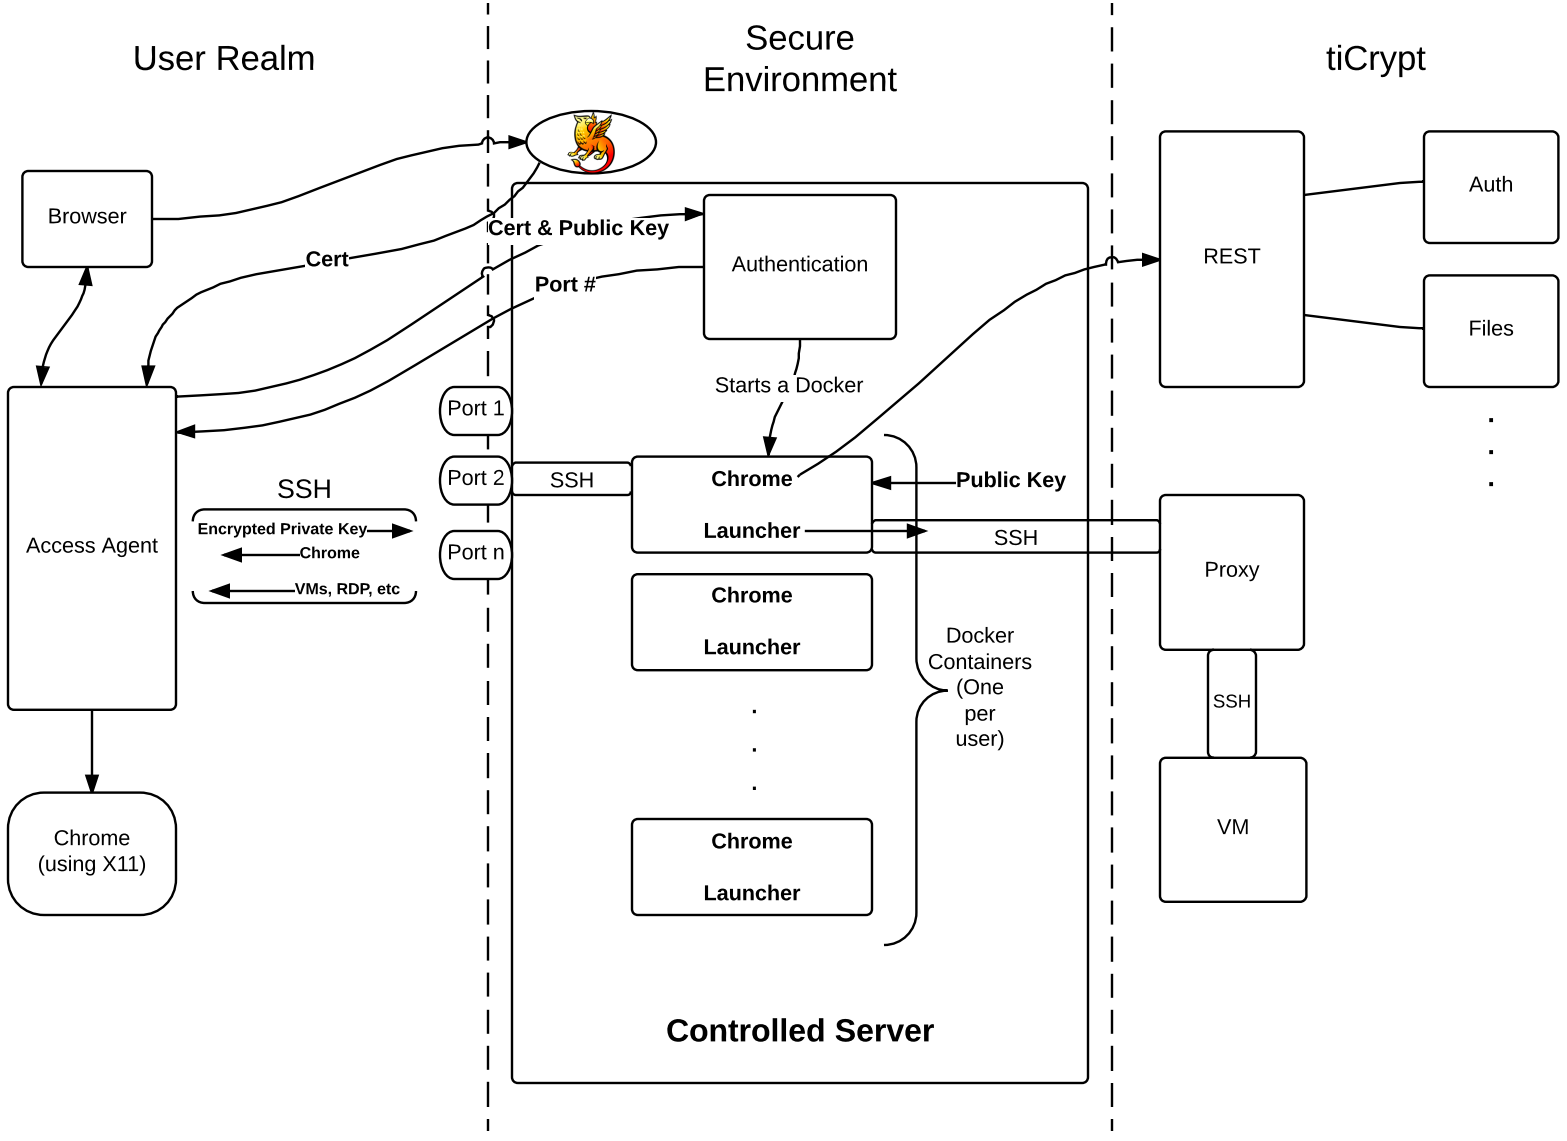 User Realm
Secure
Environment
tiCrypt
Browser
Cert
Cert & Public Key
Port #
Authentication
REST
Auth
Files
Starts a Docker
Port 1
Port 2
Port n
SSH
Chrome
Launcher
Public Key
SSH
SSH
Encrypted Private Key
Chrome
VMs, RDP, etc
Access Agent
Proxy
SSH
VM
Chrome
Launcher
Docker
Containers
(One
per
user)
.
.
.
.
.
.
Chrome
Launcher
Chrome
(using X11)
Controlled Server